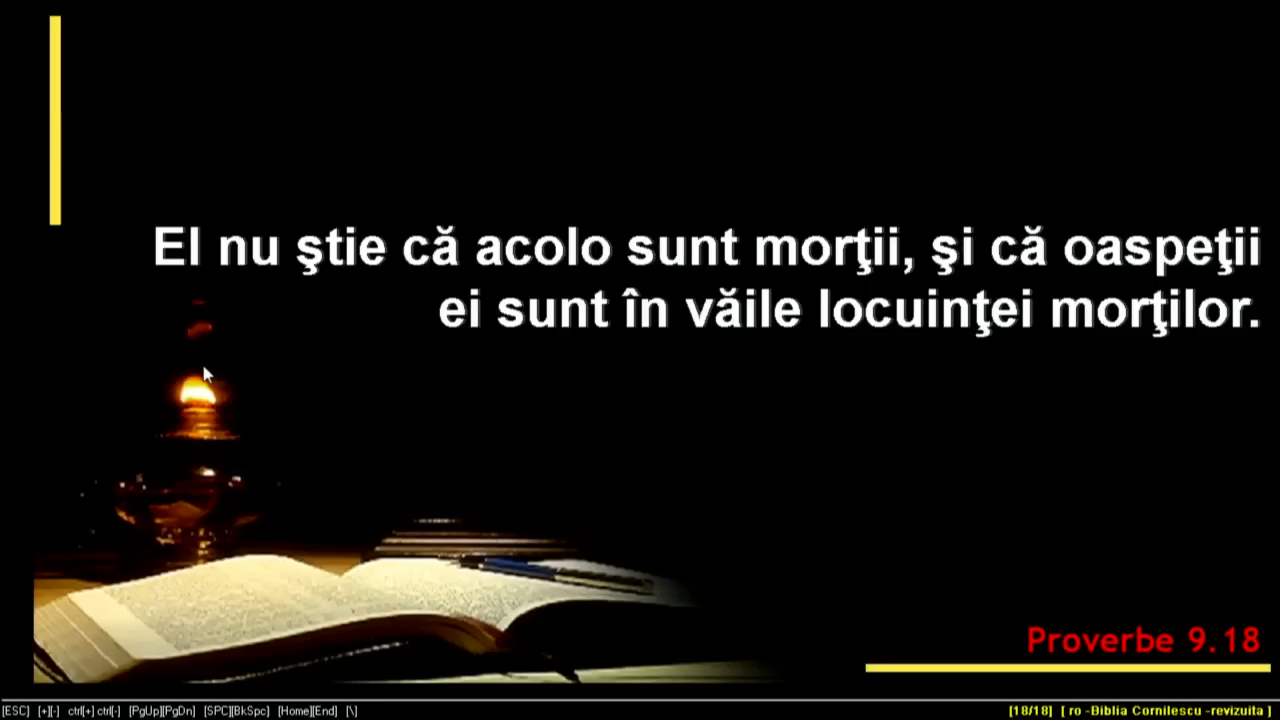 El nu ştie că acolo sunt morţii, şi că oaspeţii
ei sunt în văile locuinţei morţilor.
Proverbe 9.18
[ESC] [+][-] ctrl[+] ctrl[-] [PgUp][PgDn] [SPC][BkSpc] [Home][End] [\] [18/18] [ ro -Biblia Cornilescu -revizuita ]